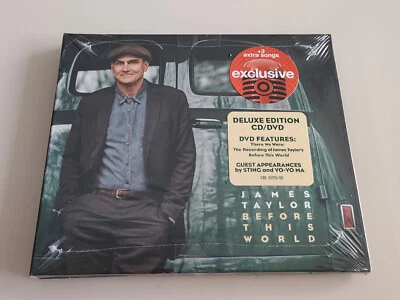 +3
extra songs
exclusive
DELUXE EDITION
CD/DVD
DVD FEATURES:
There We Were:
The Recording of James Taylor's
Before This World
GUEST APPEARANCES
by STING and YO-YO MA
JAMES
TAYLOR
BEFORE
THIS
WORLD